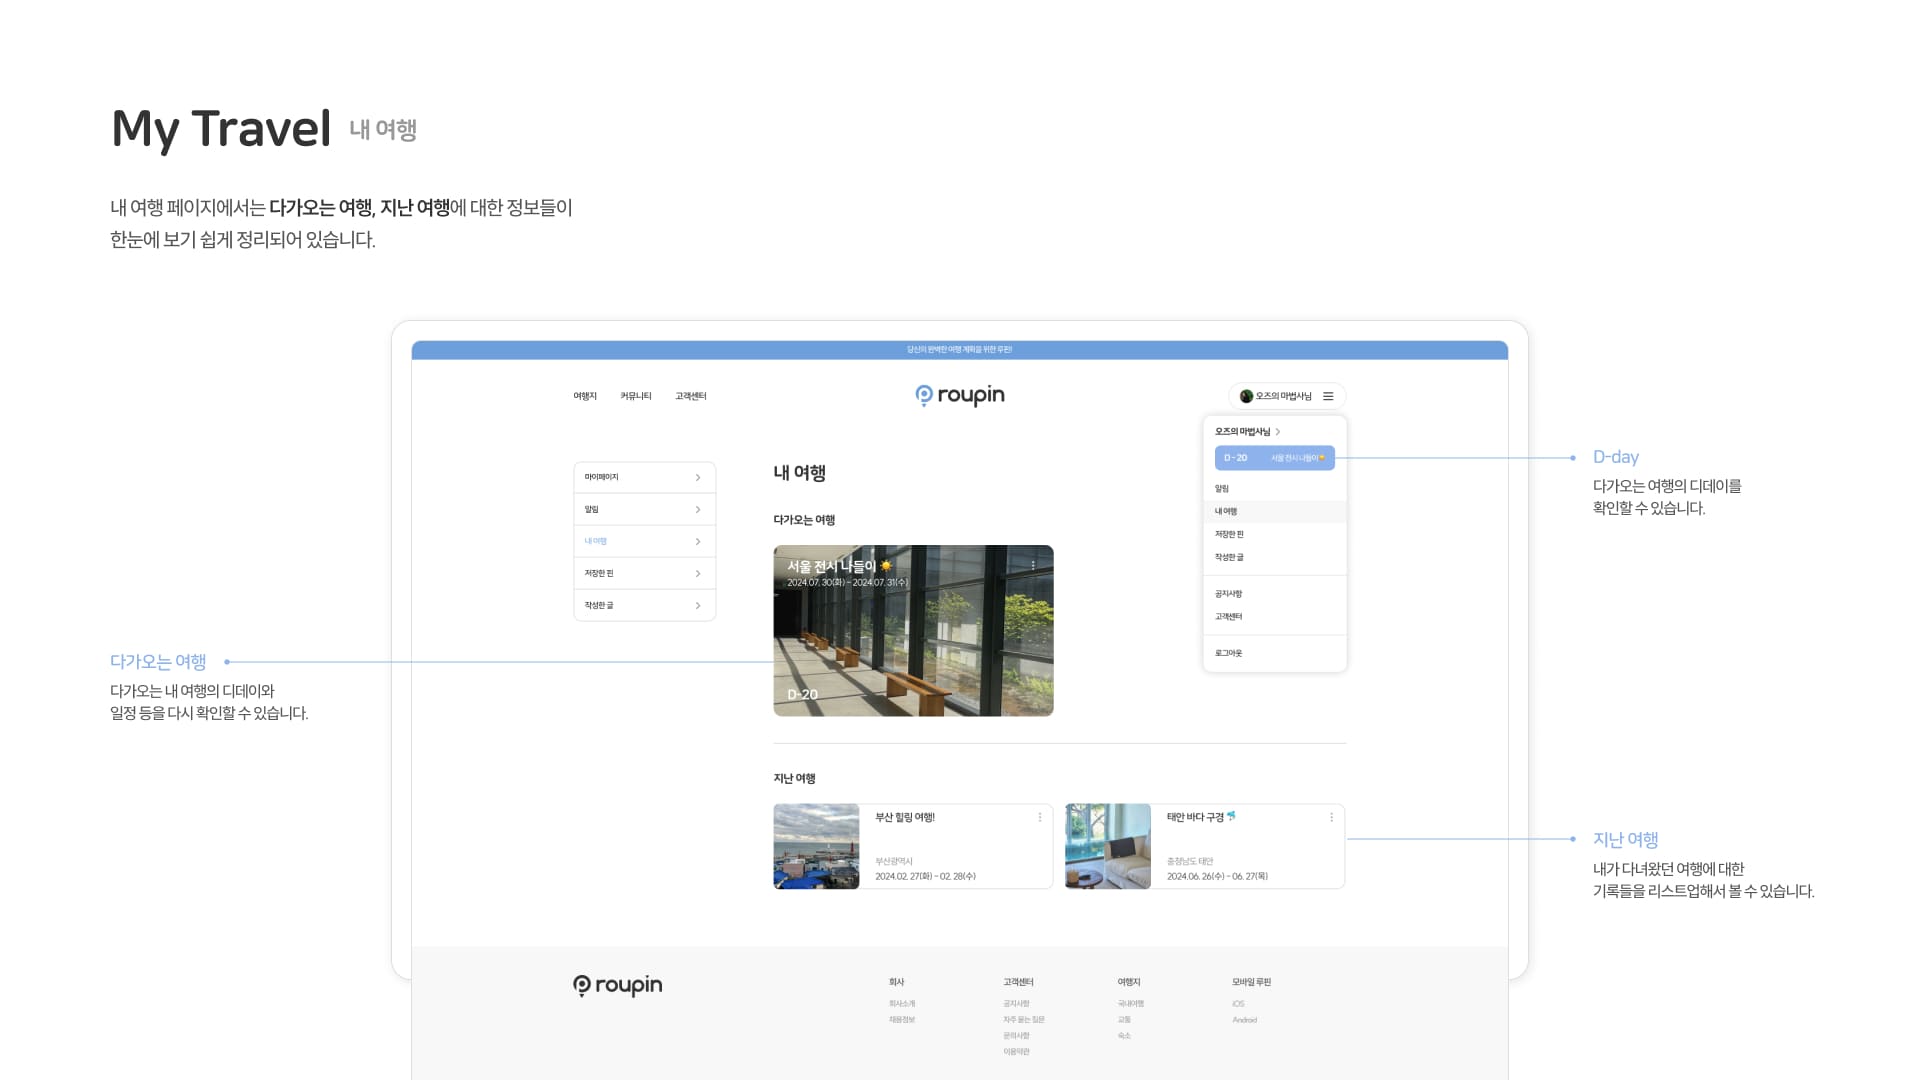 My Travel 내 여행
내 여행 페이지에서는 다가오는 여행, 지난 여행에 대한 정보들이
한눈에 보기 쉽게 정리되어 있습니다.
당신의 완벽한 여행 계획을 위한 루핀!
여행지 커뮤니티 고객센터
roupin
오즈의 마법사님
오즈의 마법사님
D-20 서울 전시 나들이☀️
알림
내 여행
저장한 핀
작성한 글
공지사항
고객센터
로그아웃
D-day
다가오는 여행의 디데이를
확인할 수 있습니다.
마이페이지
알림
내 여행
저장한 핀
작성한 글
내 여행
다가오는 여행
서울 전시 나들이 ☀️
2024.07. 30(화) - 2024.07. 31(수)
D-20
다가오는 여행
다가오는 내 여행의 디데이와
일정 등을 다시 확인할 수 있습니다.
지난 여행
부산 힐링 여행!
부산광역시
2024.02. 27(화) - 02. 28(수)
태안 바다 구경
충청남도 태안
2024.06. 26(수) - 06. 27(목)
지난 여행
내가 다녀왔던 여행에 대한
기록들을 리스트업해서 볼 수 있습니다.
roupin
회사
회사소개
채용정보
고객센터
공지사항
자주 묻는 질문
문의사항
이용약관
여행지
국내여행
교통
숙소
모바일 루핀
iOS
Android